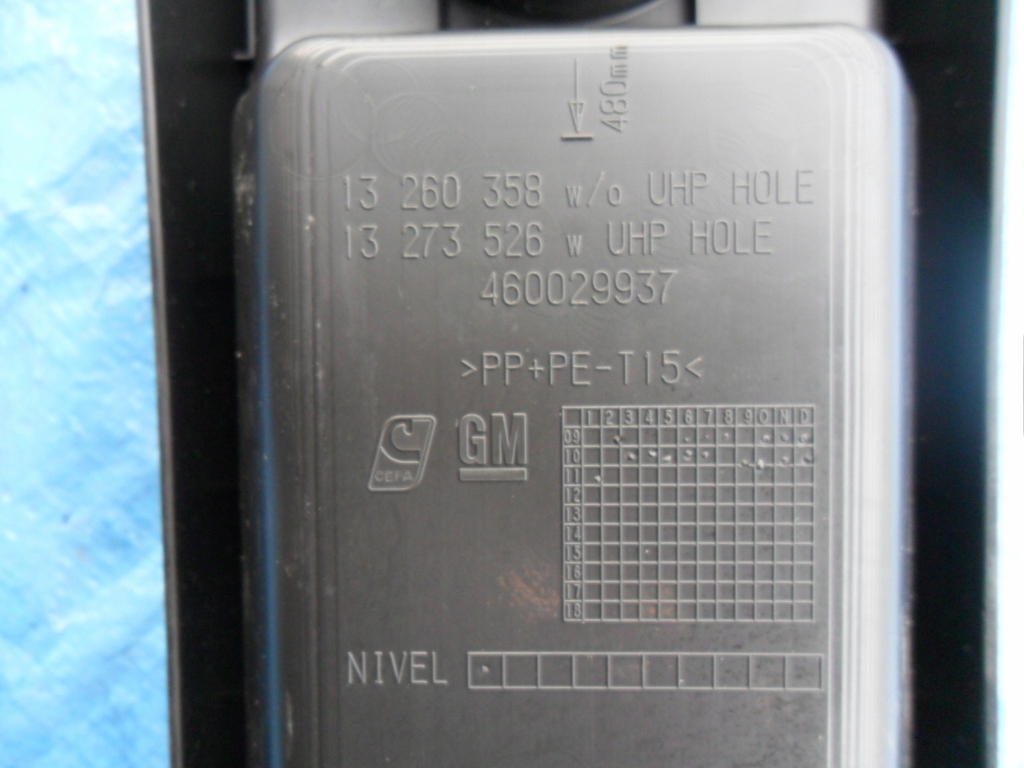 480mm
13 260 358 w/o UHP HOLE
13 273 526 w UHP HOLE
460029937
>PP+PE-T15<
CEFA
GM
1 2 3 4 5 6 7 8 9 O N D
09
10
11
12
13
14
15
16
17
18
NIVEL